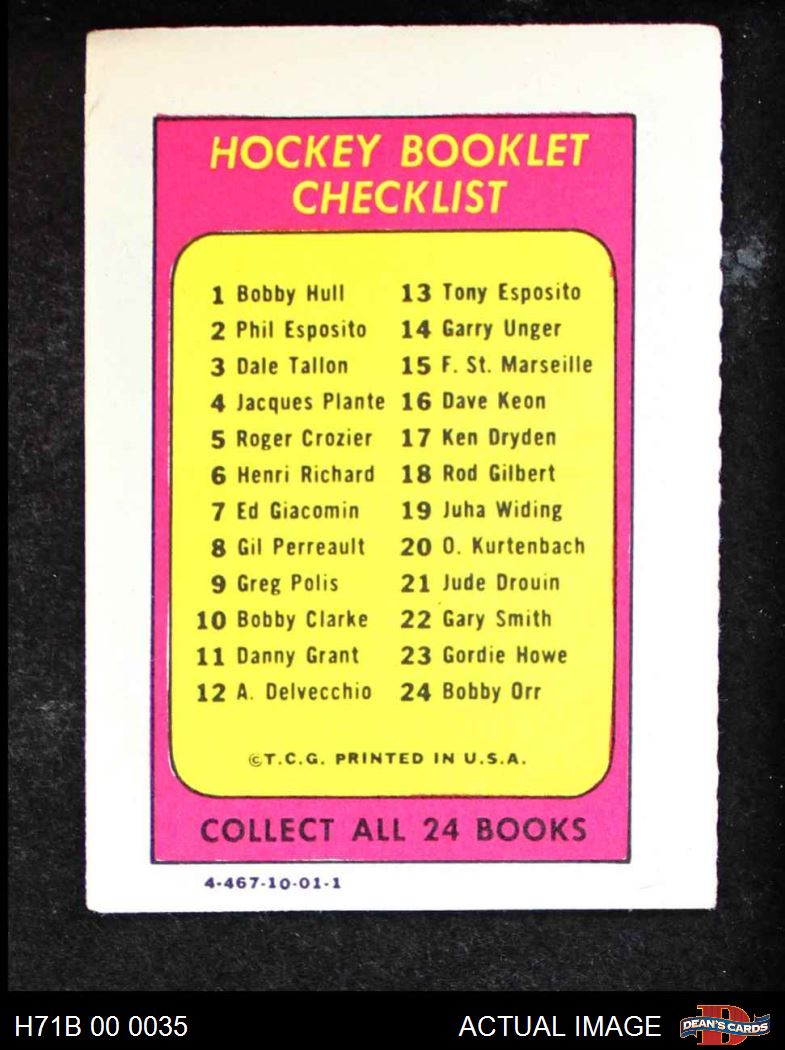 HOCKEY BOOKLET
CHECKLIST
1 Bobby Hull
2 Phil Esposito
3 Dale Tallon
4 Jacques Plante
5 Roger Crozier
6 Henri Richard
7 Ed Giacomin
8 Gil Perreault
9 Greg Polis
10 Bobby Clarke
11 Danny Grant
12 A. Delvecchio
13 Tony Esposito
14 Garry Unger
15 F. St. Marseille
16 Dave Keon
17 Ken Dryden
18 Rod Gilbert
19 Juha Widing
20 O. Kurtenbach
21 Jude Drouin
22 Gary Smith
23 Gordie Howe
24 Bobby Orr
©T.C.G. PRINTED IN U.S.A.
COLLECT ALL 24 BOOKS
4-467-10-01-1
H71B 00 0035
ACTUAL IMAGE
DEAN'S CARDS